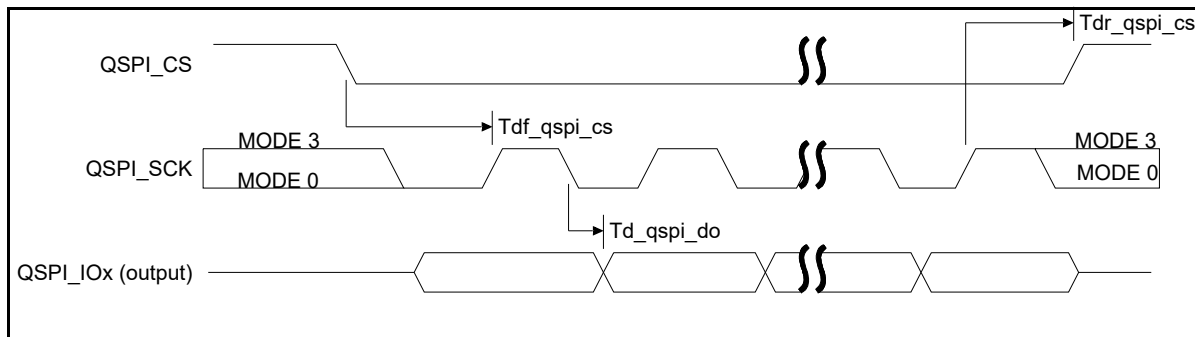 Tdr_qspi_cs
QSPI_CS
Tdf_qspi_cs
MODE 3
MODE 3
QSPI_SCK
MODE 0
MODE 0
Td_qspi_do
QSPI_IOx (output)